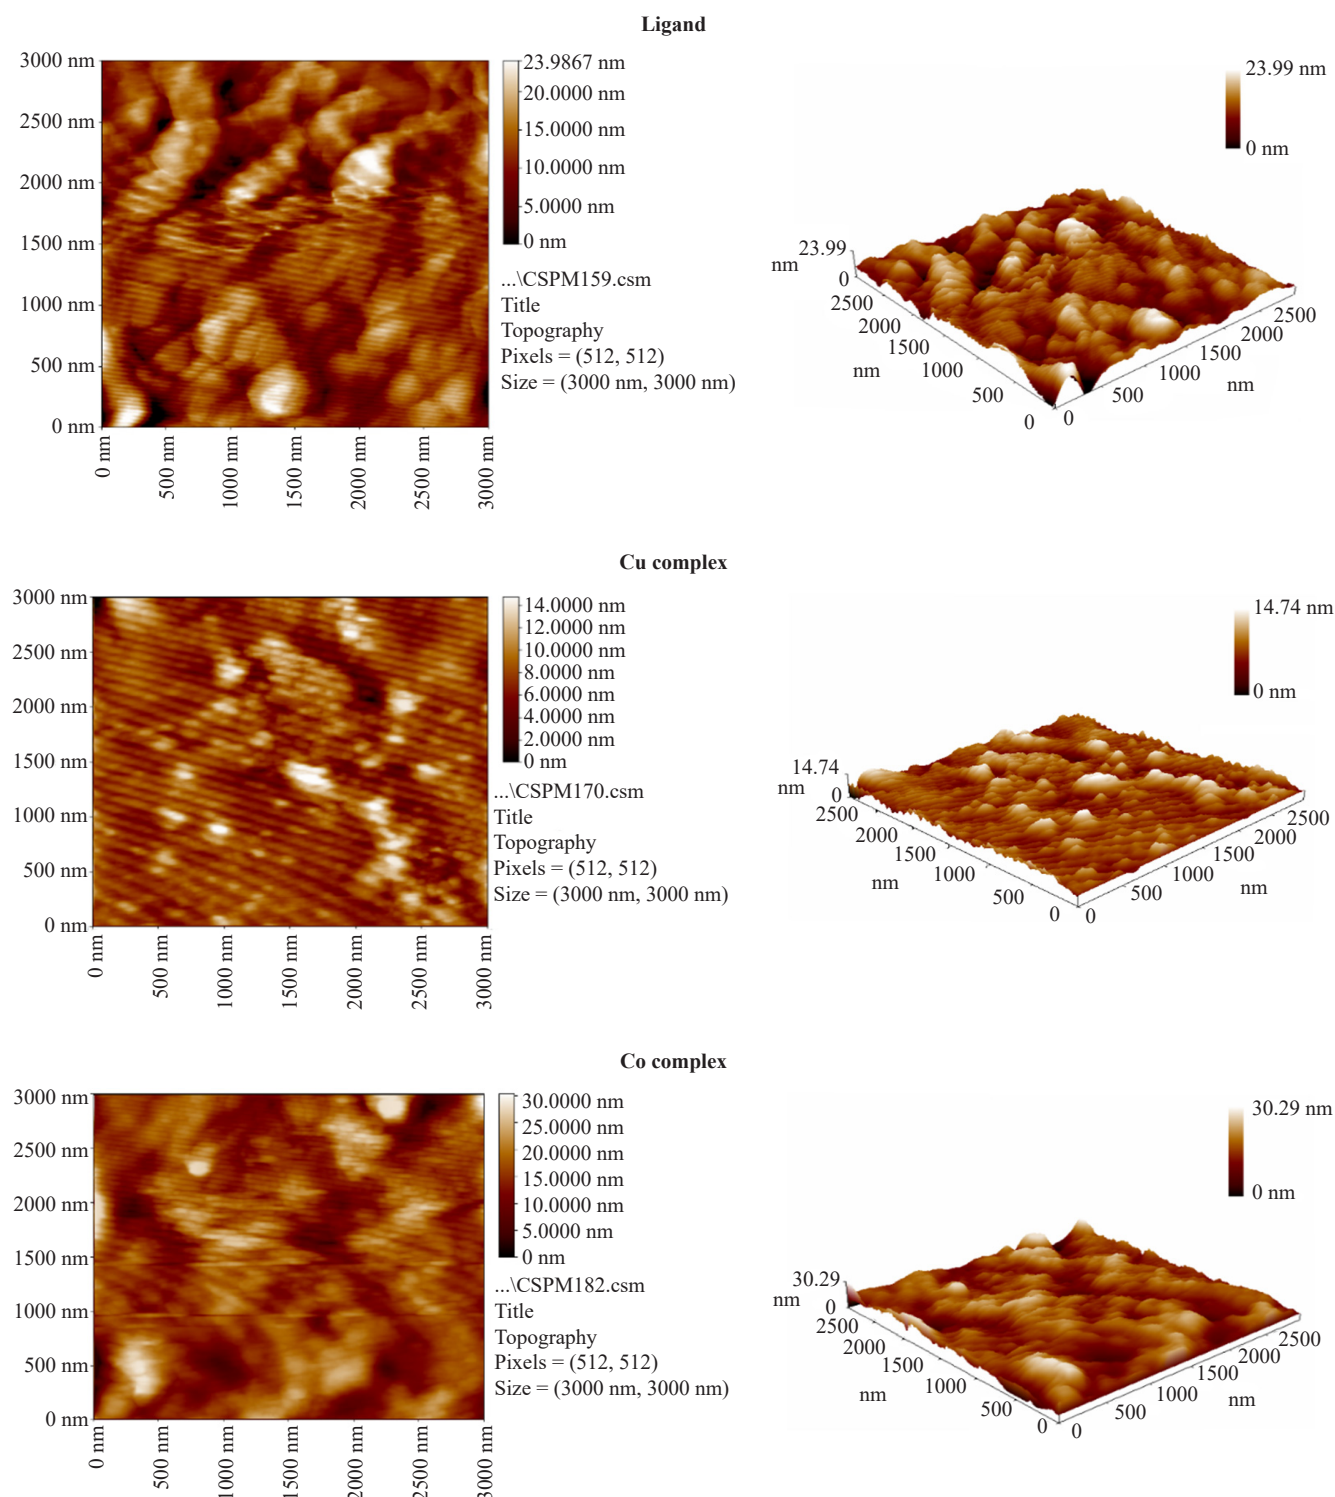 Ligand
3000 nm
2500 nm
2000 nm
1500 nm
1000 nm
500 nm
0 nm
0 nm
500 nm
1000 nm
1500 nm
2000 nm
2500 nm
3000 nm
23.9867 nm
20.0000 nm
15.0000 nm
10.0000 nm
5.0000 nm
0 nm
...\CSPM159.csm
Title
Topography
Pixels = (512, 512)
Size = (3000 nm, 3000 nm)
23.99 nm
0 nm
23.99
nm
0
2500
2000
1500
nm
1000
500
0
0
500
1000
nm
1500
2000
2500
Cu complex
3000 nm
2500 nm
2000 nm
1500 nm
1000 nm
500 nm
0 nm
0 nm
500 nm
1000 nm
1500 nm
2000 nm
2500 nm
3000 nm
14.0000 nm
12.0000 nm
10.0000 nm
8.0000 nm
6.0000 nm
4.0000 nm
2.0000 nm
0 nm
...\CSPM170.csm
Title
Topography
Pixels = (512, 512)
Size = (3000 nm, 3000 nm)
14.74 nm
0 nm
14.74
nm
0
2500
2000
1500
nm
1000
500
0
0
500
1000
nm
1500
2000
2500
Co complex
3000 nm
2500 nm
2000 nm
1500 nm
1000 nm
500 nm
0 nm
0 nm
500 nm
1000 nm
1500 nm
2000 nm
2500 nm
3000 nm
30.0000 nm
25.0000 nm
20.0000 nm
15.0000 nm
10.0000 nm
5.0000 nm
0 nm
...\CSPM182.csm
Title
Topography
Pixels = (512, 512)
Size = (3000 nm, 3000 nm)
30.29 nm
0 nm
30.29
nm
0
2500
2000
1500
nm
1000
500
0
0
500
1000
nm
1500
2000
2500